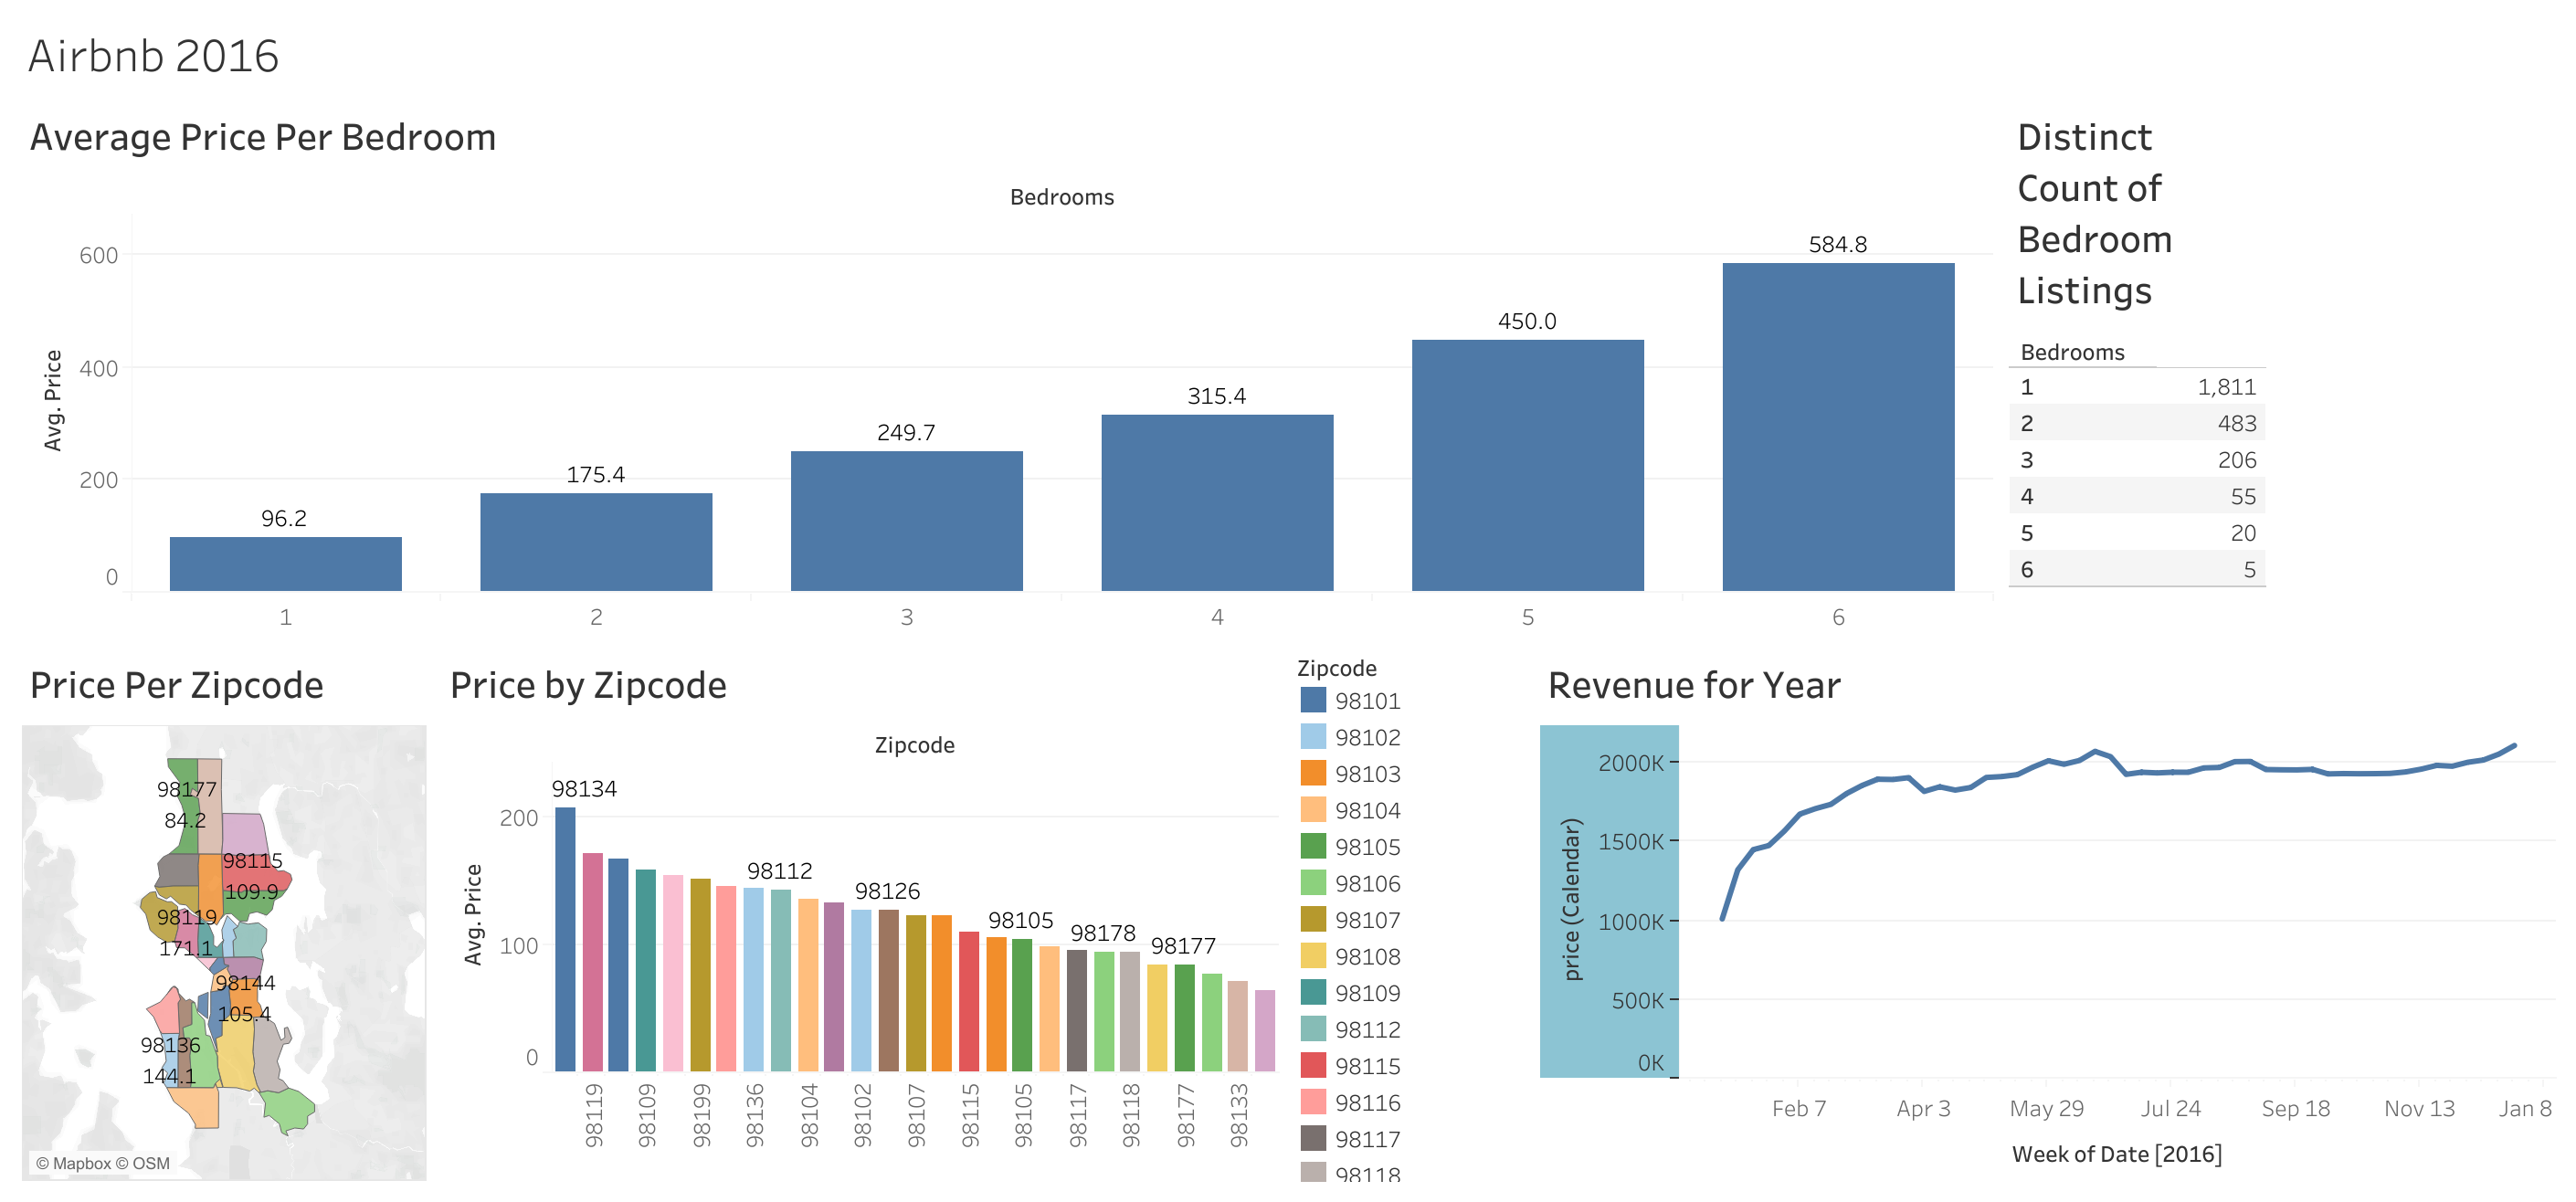 Airbnb 2016
Average Price Per Bedroom
Bedrooms
Avg. Price
600
400
200
0
96.2
175.4
249.7
315.4
450.0
584.8
1
2
3
4
5
6
Distinct
Count of
Bedroom
Listings
Bedrooms
1 1,811
2 483
3 206
4 55
5 20
6 5
Price Per Zipcode
98177
84.2
98115
109.9
98119
171.1
98144
105.4
98136
144.1
© Mapbox © OSM
Price by Zipcode
Zipcode
Avg. Price
200
100
0
98134
98112
98126
98105
98178
98177
98119
98109
98199
98136
98104
98102
98107
98115
98105
98117
98118
98177
98133
Zipcode
98101
98102
98103
98104
98105
98106
98107
98108
98109
98112
98115
98116
98117
98118
Revenue for Year
price (Calendar)
2000K
1500K
1000K
500K
0K
Feb 7
Apr 3
May 29
Jul 24
Sep 18
Nov 13
Jan 8
Week of Date [2016]